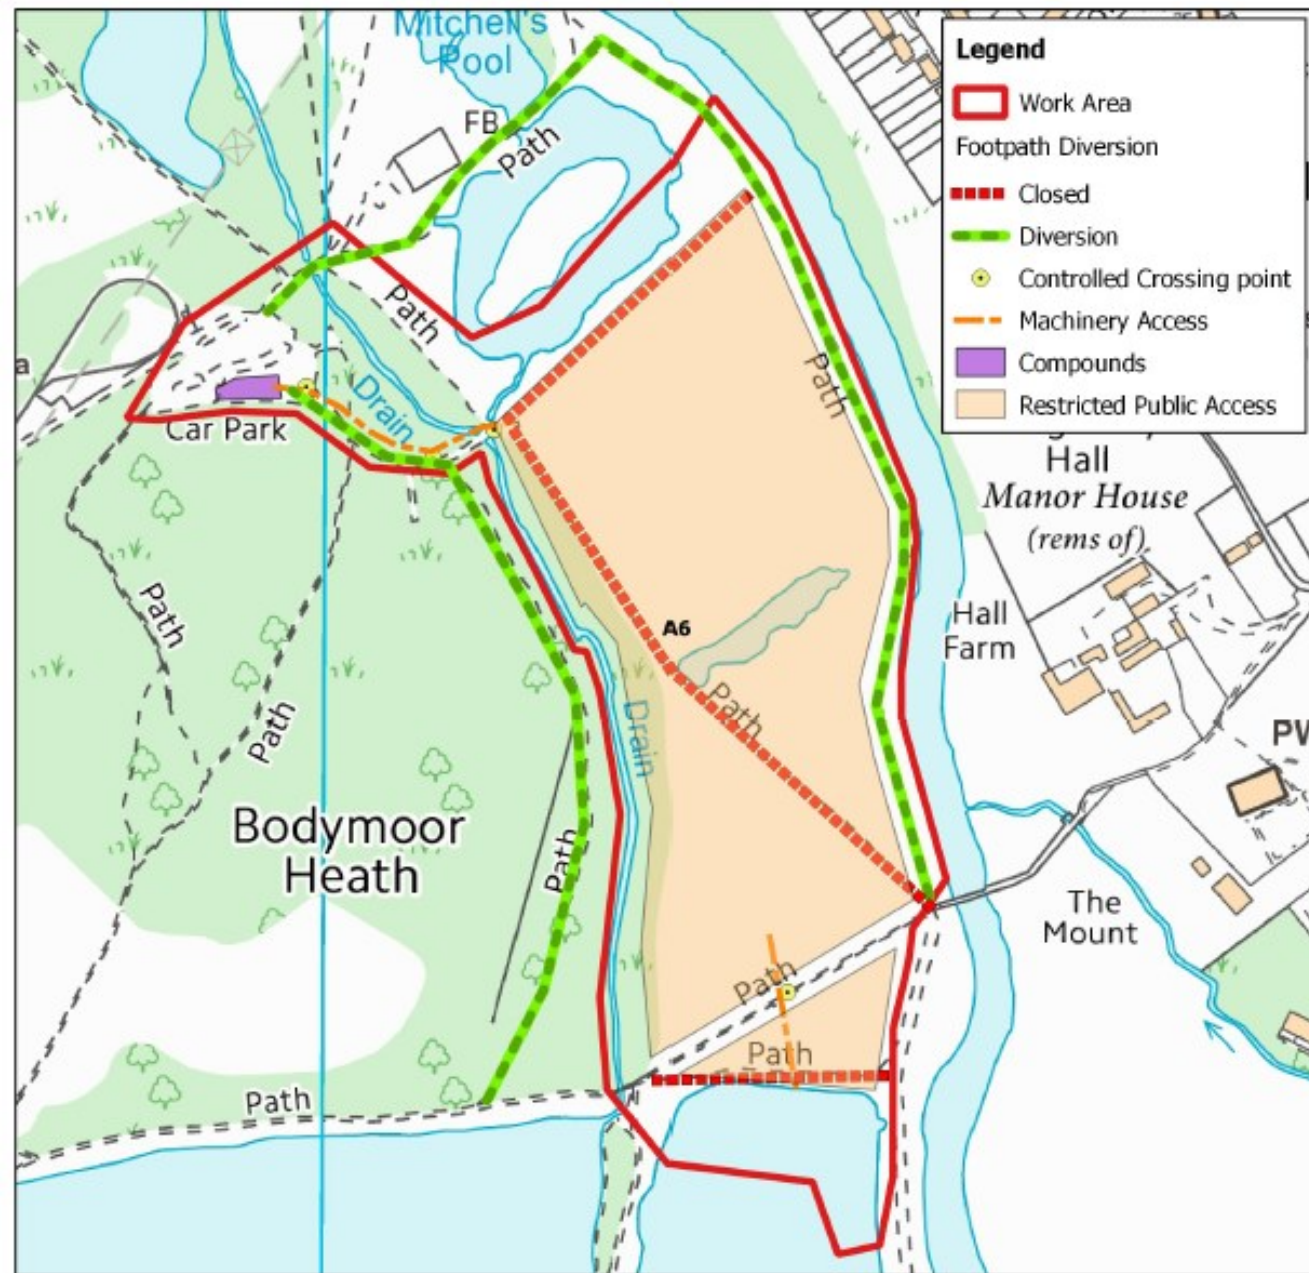 Mitchell's
Pool
FB
Path
Path
Drain
Car Park
Path
Path
Path
A6
Path
Drain
Bodymoor
Heath
Path
Path
Path
Path
Hall
Manor House
(rems of)
Hall
Farm
PW
The
Mount
Legend
Work Area
Footpath Diversion
Closed
Diversion
Controlled Crossing point
Machinery Access
Compounds
Restricted Public Access
a